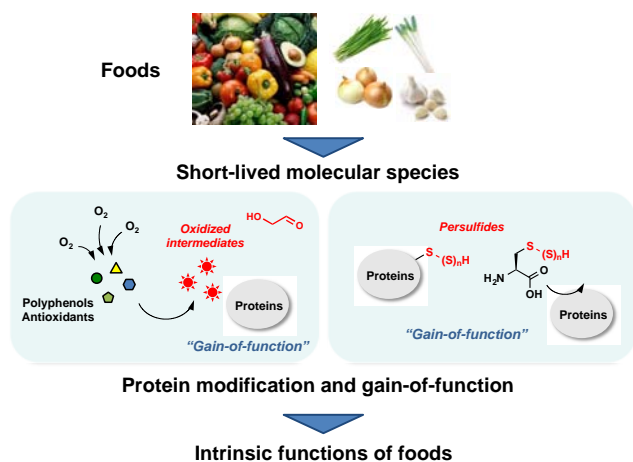 Foods
Short-lived molecular species
O2
O2
O2
Polyphenols
Antioxidants
Oxidized
intermediates
HO
O
Proteins
“Gain-of-function”
Persulfides
Proteins
S
(S)nH
S
(S)nH
H2N
O
OH
Proteins
“Gain-of-function”
Protein modification and gain-of-function
Intrinsic functions of foods